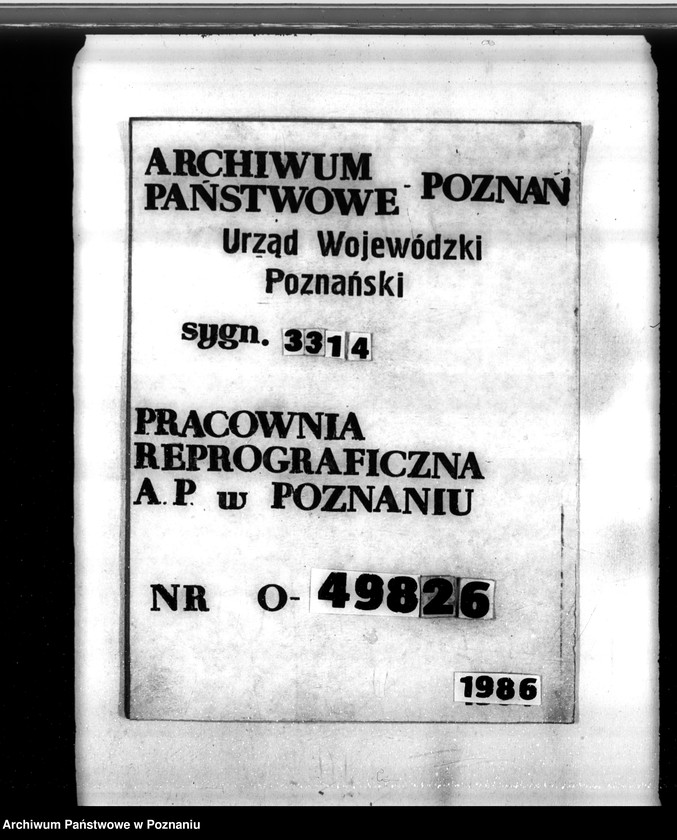 ARCHIWUM
PAŃSTWOWE - POZNAŃ
Urząd Wojewódzki
Poznański
sygn. 3314
PRACOWNIA
REPROGRAFICZNA
A.P. w POZNANIU
NR O-49826
1986
Archiwum Państwowe w Poznaniu